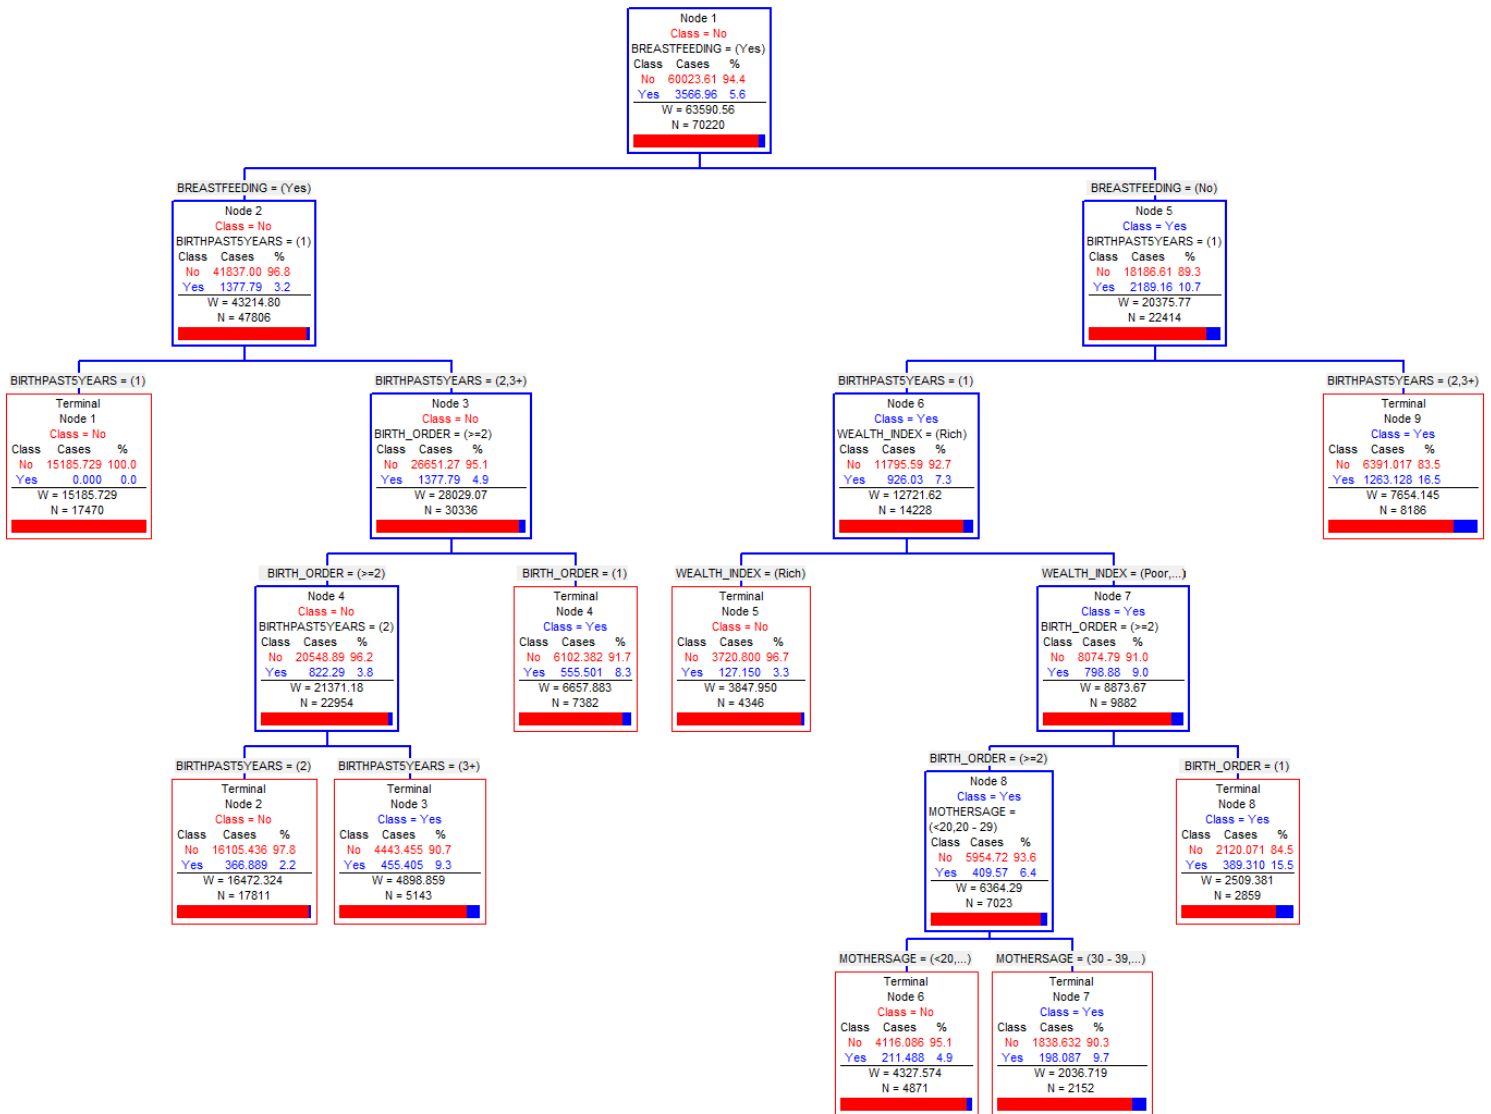 Node 1
Class = No
BREASTFEEDING = (Yes)
Class Cases %
No 60023.61 94.4
Yes 3566.96 5.6
W = 63590.56
N = 70220
BREASTFEEDING = (Yes)
BREASTFEEDING = (No)
Node 2
Class = No
BIRTHPAST5YEARS = (1)
Class Cases %
No 41837.00 96.8
Yes 1377.79 3.2
W = 43214.80
N = 47806
Node 5
Class = Yes
BIRTHPAST5YEARS = (1)
Class Cases %
No 18186.61 89.3
Yes 2189.16 10.7
W = 20375.77
N = 22414
BIRTHPAST5YEARS = (1)
BIRTHPAST5YEARS = (2,3+)
BIRTHPAST5YEARS = (1)
BIRTHPAST5YEARS = (2,3+)
Terminal
Node 1
Class = No
Class Cases %
No 15185.729 100.0
Yes 0.000 0.0
W = 15185.729
N = 17470
Node 3
Class = No
BIRTH_ORDER = (>=2)
Class Cases %
No 26651.27 95.1
Yes 1377.79 4.9
W = 28029.07
N = 30336
Node 6
Class = Yes
WEALTH_INDEX = (Rich)
Class Cases %
No 11795.59 92.7
Yes 926.03 7.3
W = 12721.62
N = 14228
Terminal
Node 9
Class = Yes
Class Cases %
No 6391.017 83.5
Yes 1263.128 16.5
W = 7654.145
N = 8186
BIRTH_ORDER = (>=2)
BIRTH_ORDER = (1)
WEALTH_INDEX = (Rich)
WEALTH_INDEX = (Poor,...)
Node 4
Class = No
BIRTHPAST5YEARS = (2)
Class Cases %
No 20548.89 96.2
Yes 822.29 3.8
W = 21371.18
N = 22954
Terminal
Node 4
Class = Yes
Class Cases %
No 6102.382 91.7
Yes 555.501 8.3
W = 6657.883
N = 7382
Terminal
Node 5
Class = No
Class Cases %
No 3720.800 96.7
Yes 127.150 3.3
W = 3847.950
N = 4346
Node 7
Class = Yes
BIRTH_ORDER = (>=2)
Class Cases %
No 8074.79 91.0
Yes 798.88 9.0
W = 8873.67
N = 9882
BIRTHPAST5YEARS = (2)
BIRTHPAST5YEARS = (3+)
BIRTH_ORDER = (>=2)
BIRTH_ORDER = (1)
Terminal
Node 2
Class = No
Class Cases %
No 16105.436 97.8
Yes 366.889 2.2
W = 16472.324
N = 17811
Terminal
Node 3
Class = Yes
Class Cases %
No 4443.455 90.7
Yes 455.405 9.3
W = 4898.859
N = 5143
Node 8
Class = Yes
MOTHERSAGE =
(<20,20 - 29)
Class Cases %
No 5954.72 93.6
Yes 409.57 6.4
W = 6364.29
N = 7023
Terminal
Node 8
Class = Yes
Class Cases %
No 2120.071 84.5
Yes 389.310 15.5
W = 2509.381
N = 2859
MOTHERSAGE = (<20,...)
MOTHERSAGE = (30 - 39,...)
Terminal
Node 6
Class = No
Class Cases %
No 4116.086 95.1
Yes 211.488 4.9
W = 4327.574
N = 4871
Terminal
Node 7
Class = Yes
Class Cases %
No 1838.632 90.3
Yes 198.087 9.7
W = 2036.719
N = 2152